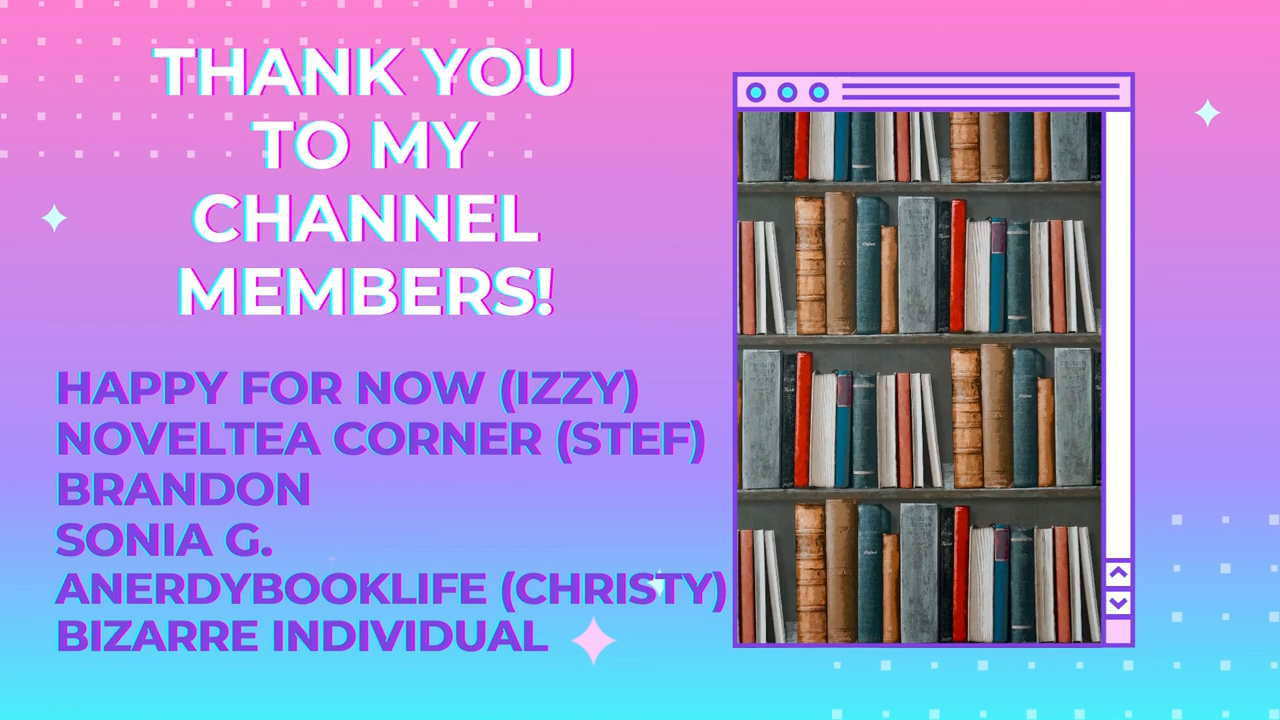 THANK YOU
TO MY
CHANNEL
MEMBERS!
HAPPY FOR NOW (IZZY)
NOVELTEA CORNER (STEF)
BRANDON
SONIA G.
ANERDYBOOKLIFE (CHRISTY)
BIZARRE INDIVIDUAL